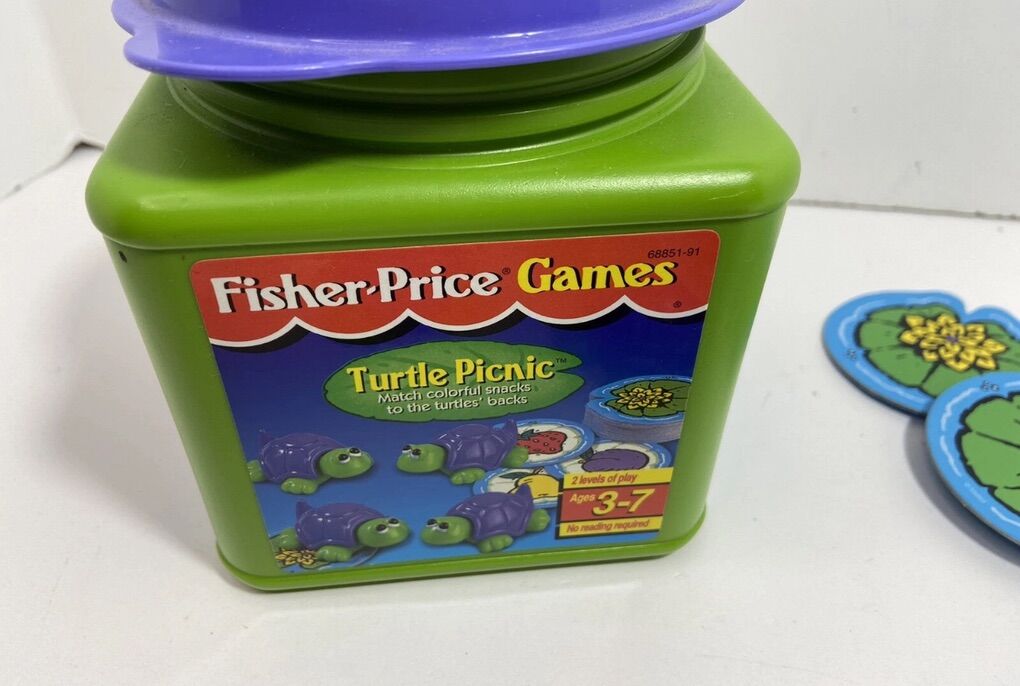 68851-91
Fisher-Price® Games®
Turtle Picnic™
Match colorful snacks
to the turtles' backs
2 levels of play
Ages 3-7
No reading required